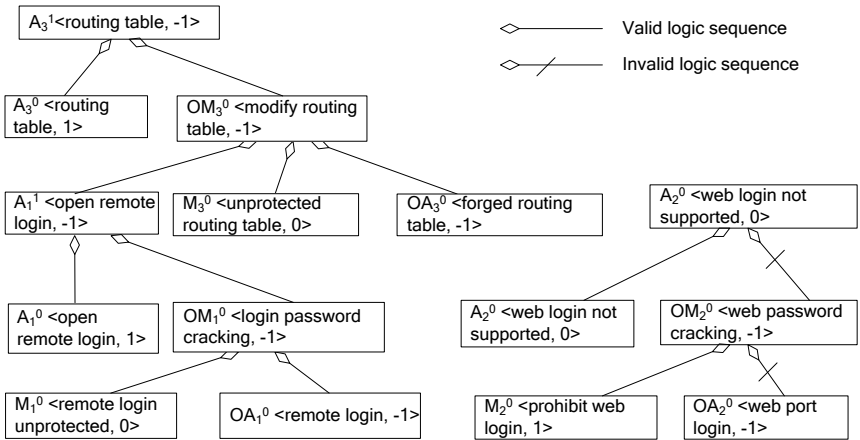 A₃¹<routing table, -1>
Valid logic sequence
Invalid logic sequence
A₃⁰ <routing
table, 1>
OM₃⁰ <modify routing
table, -1>
A₁¹ <open remote
login, -1>
M₃⁰ <unprotected
routing table, 0>
OA₃⁰ <forged routing
table, -1>
A₂⁰ <web login not
supported, 0>
A₁⁰ <open
remote login, 1>
OM₁⁰ <login password
cracking, -1>
A₂⁰ <web login not
supported, 0>
OM₂⁰ <web password
cracking, -1>
M₁⁰ <remote login
unprotected, 0>
OA₁⁰ <remote login, -1>
M₂⁰ <prohibit web
login, 1>
OA₂⁰ <web port
login, -1>